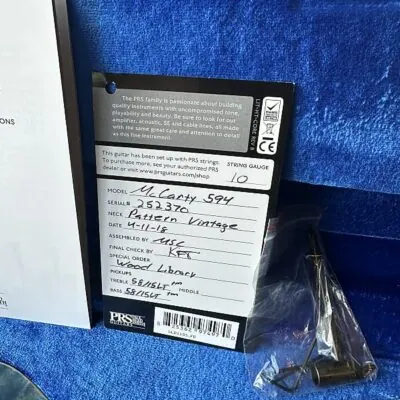 ONS
The PRS family is passionate about building
quality instruments with uncompromised tone,
playability and beauty. Be sure to look for our
amplifier, acoustic, SE and cable lines, all made
with the same great care and attention to detail
as this fine instrument!
This guitar has been set up with PRS strings.
To purchase more, see your authorized PRS
dealer or visit www.prsguitars.com/shop.
STRING GAUGE
10
MODEL McCarty 594
SERIAL# 252370
NECK Pattern Vintage
DATE 4-11-18
ASSEMBLED BY MSC
FINAL CHECK BY
SPECIAL ORDER
Wood Library
PICKUPS
TREBLE 58/15LT ™ MIDDLE
BASS 58/15LT ™
PRS
GUITARS